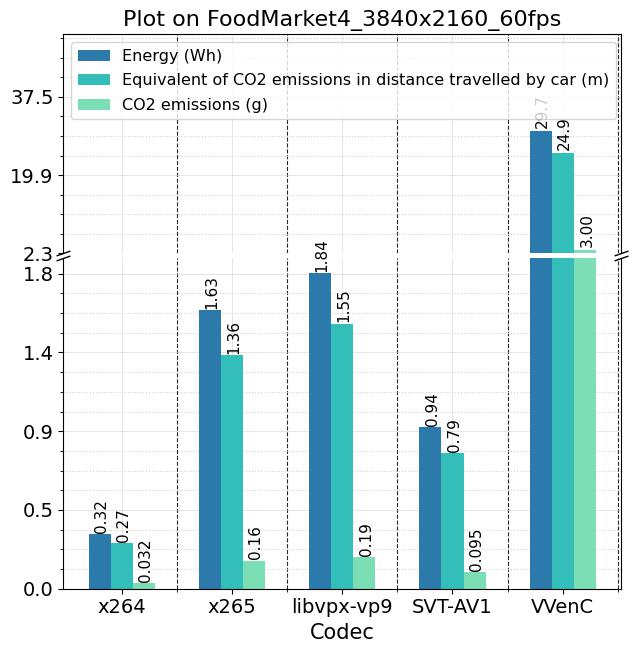 Plot on FoodMarket4_3840x2160_60fps
Energy (Wh)
Equivalent of CO2 emissions in distance travelled by car (m)
CO2 emissions (g)
37.5
19.9
2.3
1.8
1.4
0.9
0.5
0.0
0.32
0.27
0.032
1.63
1.36
0.16
1.84
1.55
0.19
0.94
0.79
0.095
29.7
24.9
3.00
x264
x265
libvpx-vp9
SVT-AV1
VVenC
Codec